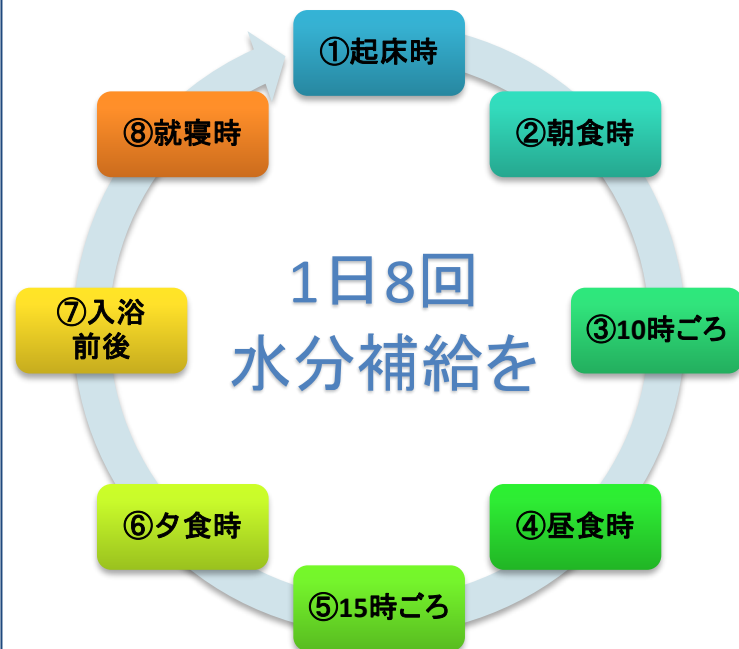 ①起床時
②朝食時
③10時ごろ
④昼食時
⑤15時ごろ
⑥夕食時
⑦入浴
前後
⑧就寝時
1日8回
水分補給を